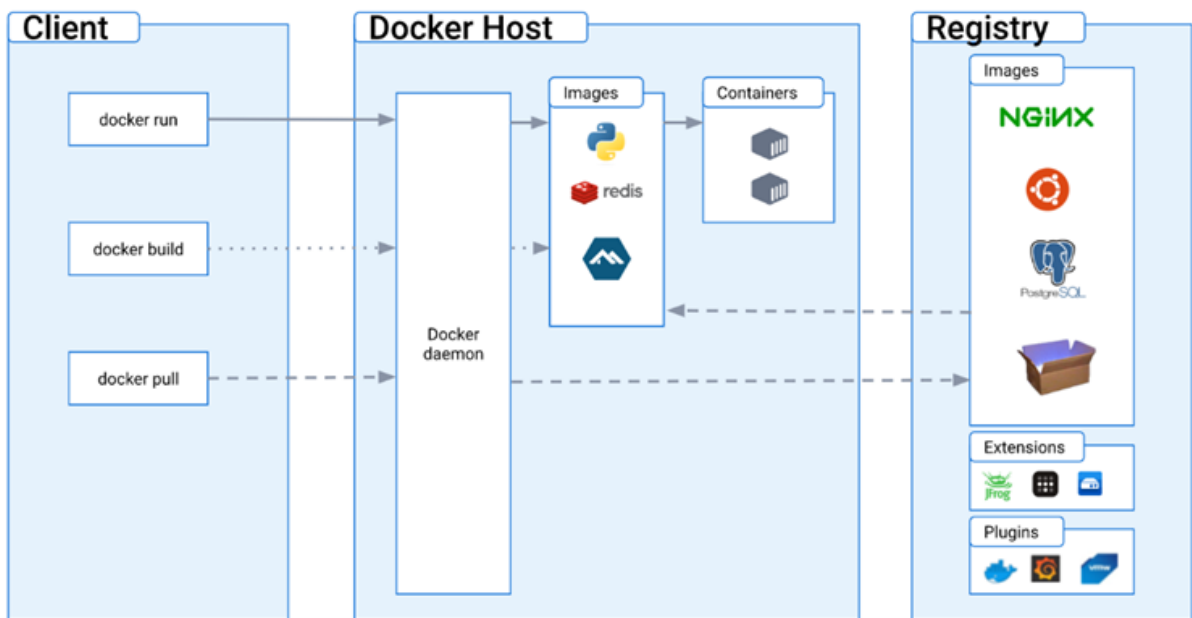 Client
docker run
docker build
docker pull
Docker Host
Docker
daemon
Images
redis
Containers
Registry
Images
NGiNX
PostgreSQL
Extensions
JFrog
Plugins